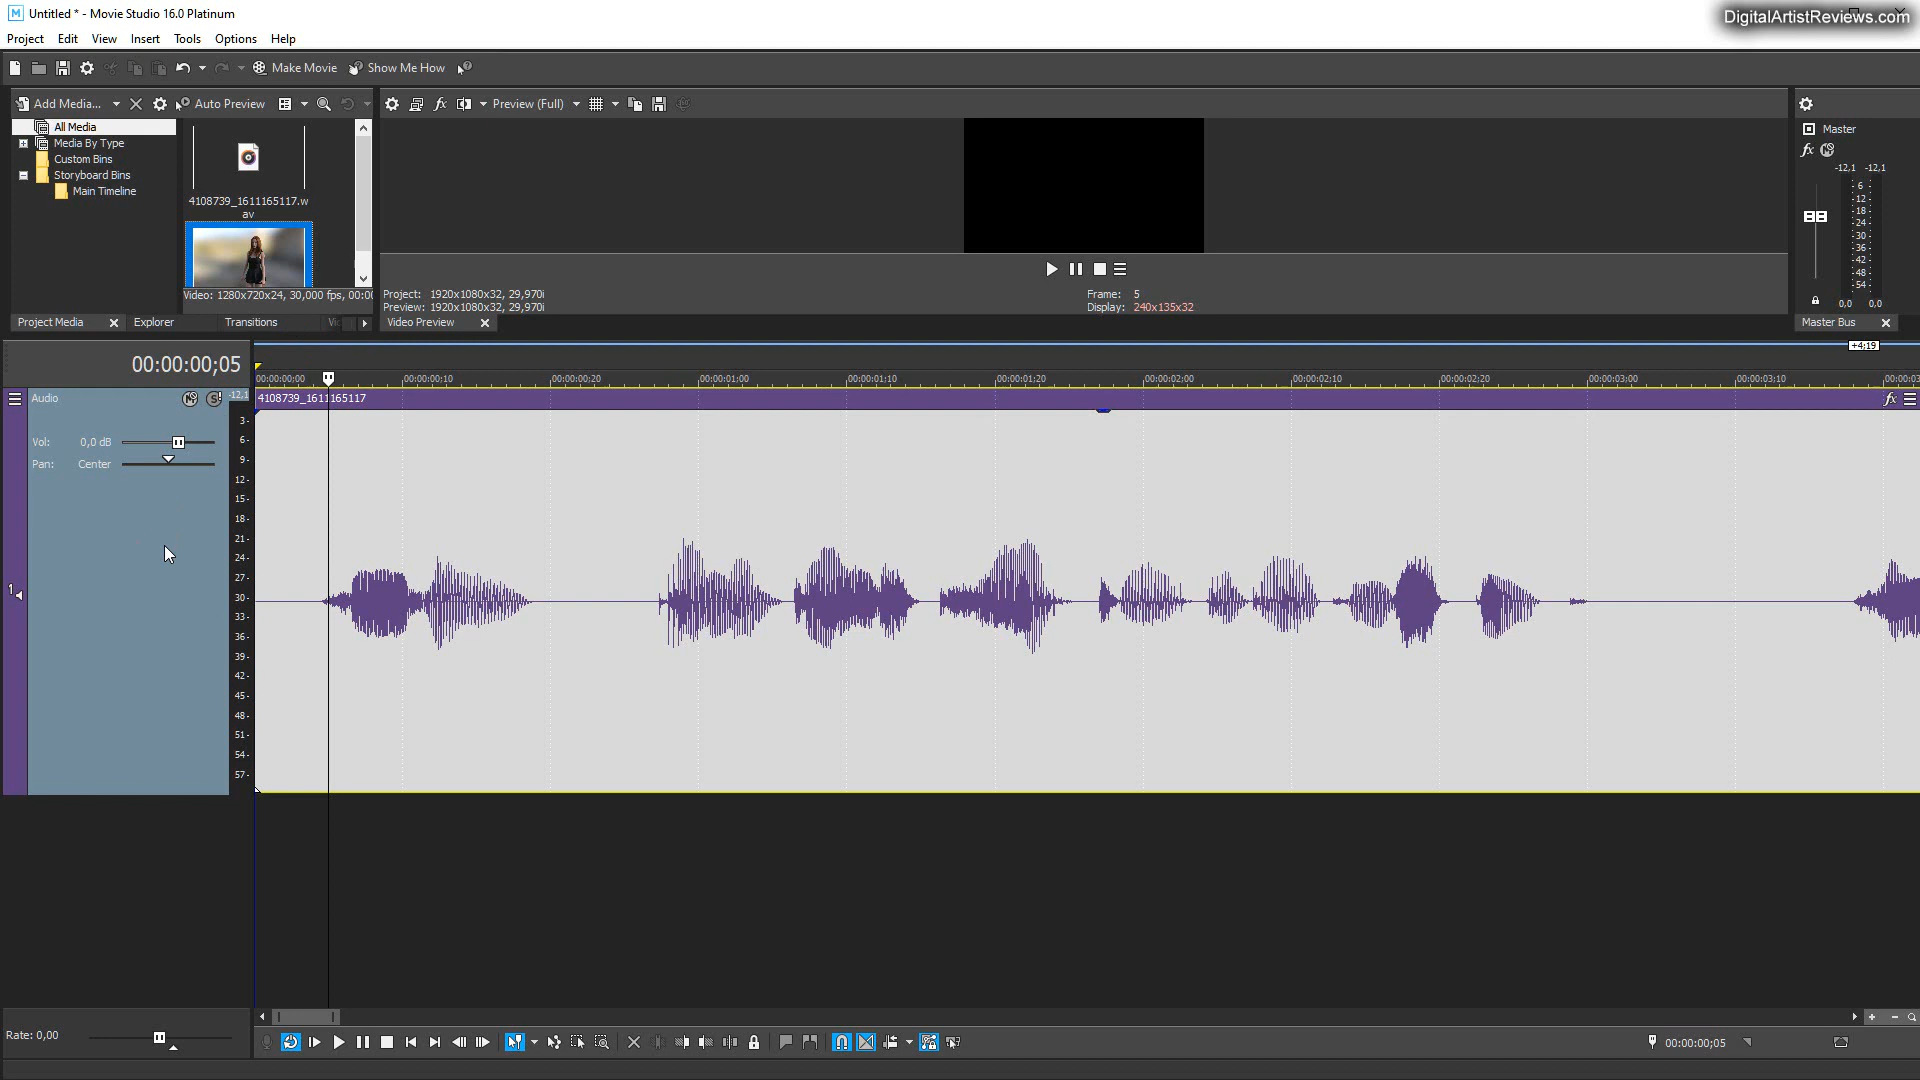 Untitled * - Movie Studio 16.0 Platinum
DigitalArtistReviews.com
Project Edit View Insert Tools Options Help
Make Movie Show Me How
Add Media... Auto Preview
Preview (Full)
All Media
Media By Type
Custom Bins
Storyboard Bins
Main Timeline
4108739_1611165117.w
av
Video: 1280x720x24, 30,000 fps, 00:00
Project Media Explorer Transitions
Project: 1920x1080x32, 29,970i
Preview: 1920x1080x32, 29,970i
Frame: 5
Display: 240x135x32
Video Preview
Master
fx
-12,1 -12,1
6
12
18
24
30
36
42
48
54
0,0 0,0
Master Bus
+4;19
00:00:00;05
00:00:00;00 00:00:00;10 00:00:00;20 00:00:01;00 00:00:01;10 00:00:01;20 00:00:02;00 00:00:02;10 00:00:02;20 00:00:03;00 00:00:03;10 00:00:03
Audio
-12,1
4108739_1611165117
fx
Vol: 0,0 dB
Pan: Center
3-
6-
9-
12-
15-
18-
21-
24-
27-
30-
33-
36-
39-
42-
45-
48-
51-
54-
57-
1
Rate: 0,00
00:00:00;05